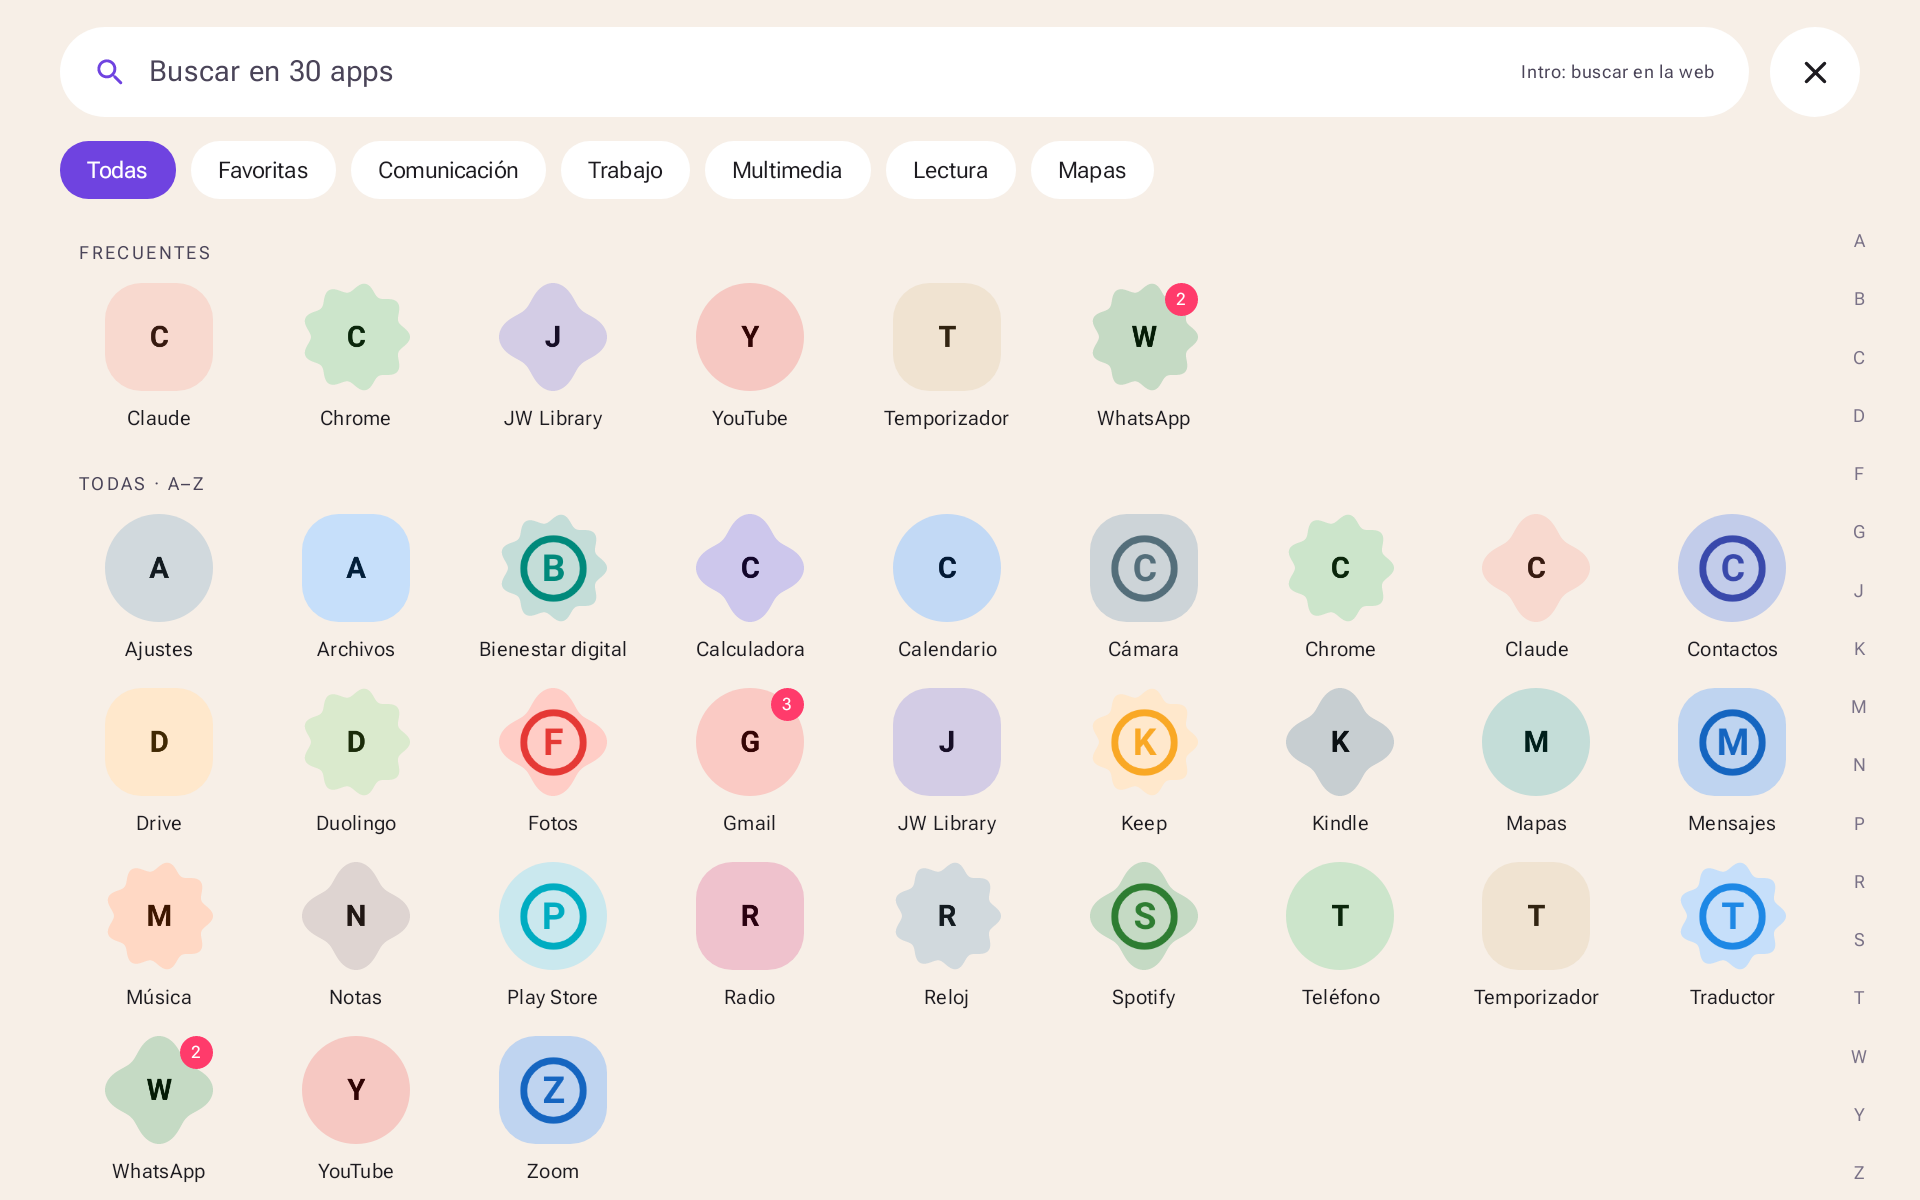 Buscar en 30 apps
Intro: buscar en la web
Todas
Favoritas
Comunicación
Trabajo
Multimedia
Lectura
Mapas
FRECUENTES
C
C
J
Y
T
W
2
Claude
Chrome
JW Library
YouTube
Temporizador
WhatsApp
TODAS · A–Z
A
A
B
C
C
C
C
C
C
Ajustes
Archivos
Bienestar digital
Calculadora
Calendario
Cámara
Chrome
Claude
Contactos
D
D
F
G
3
J
K
K
M
M
Drive
Duolingo
Fotos
Gmail
JW Library
Keep
Kindle
Mapas
Mensajes
M
N
P
R
R
S
T
T
T
Música
Notas
Play Store
Radio
Reloj
Spotify
Teléfono
Temporizador
Traductor
W
2
Y
Z
WhatsApp
YouTube
Zoom
A
B
C
D
F
G
J
K
M
N
P
R
S
T
W
Y
Z